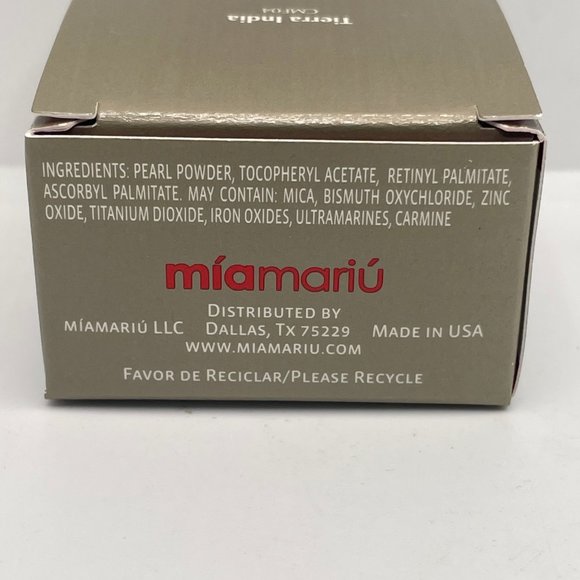 Tierra India
CMF04
INGREDIENTS: PEARL POWDER, TOCOPHERYL ACETATE, RETINYL PALMITATE,
ASCORBYL PALMITATE. MAY CONTAIN: MICA, BISMUTH OXYCHLORIDE, ZINC
OXIDE, TITANIUM DIOXIDE, IRON OXIDES, ULTRAMARINES, CARMINE
míamariú
DISTRIBUTED BY
MÍAMARIÚ LLC DALLAS, TX 75229 MADE IN USA
WWW.MIAMARIU.COM
FAVOR DE RECICLAR/PLEASE RECYCLE